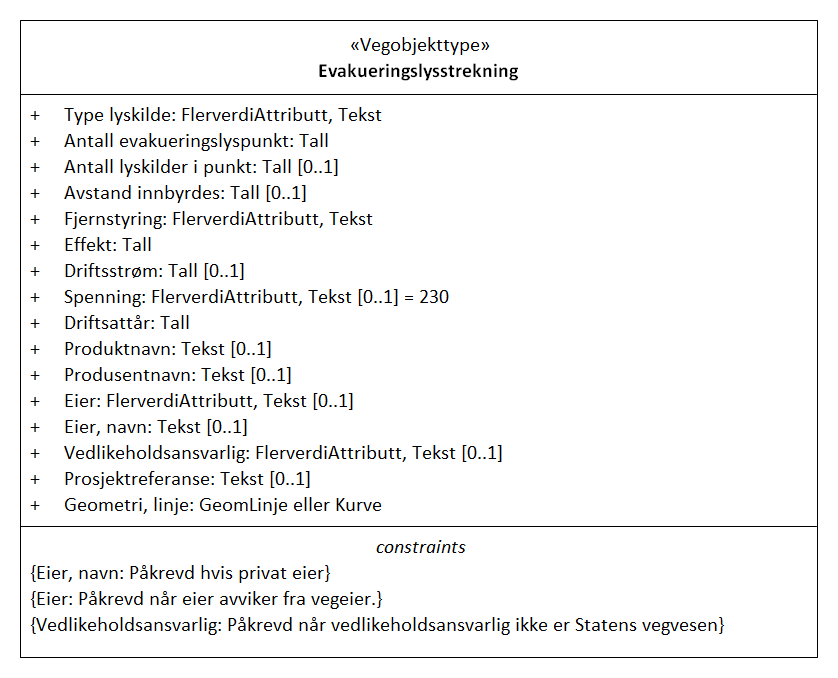 «Vegobjekttype»
Evakueringslysstrekning
+ Type lyskilde: FlerverdiAttributt, Tekst
+ Antall evakueringslyspunkt: Tall
+ Antall lyskilder i punkt: Tall [0..1]
+ Avstand innbyrdes: Tall [0..1]
+ Fjernstyring: FlerverdiAttributt, Tekst
+ Effekt: Tall
+ Driftsstrøm: Tall [0..1]
+ Spenning: FlerverdiAttributt, Tekst [0..1] = 230
+ Driftsattår: Tall
+ Produktnavn: Tekst [0..1]
+ Produsentnavn: Tekst [0..1]
+ Eier: FlerverdiAttributt, Tekst [0..1]
+ Eier, navn: Tekst [0..1]
+ Vedlikeholdsansvarlig: FlerverdiAttributt, Tekst [0..1]
+ Prosjektreferanse: Tekst [0..1]
+ Geometri, linje: GeomLinje eller Kurve
constraints
{Eier, navn: Påkrevd hvis privat eier}
{Eier: Påkrevd når eier avviker fra vegeier.}
{Vedlikeholdsansvarlig: Påkrevd når vedlikeholdsansvarlig ikke er Statens vegvesen}